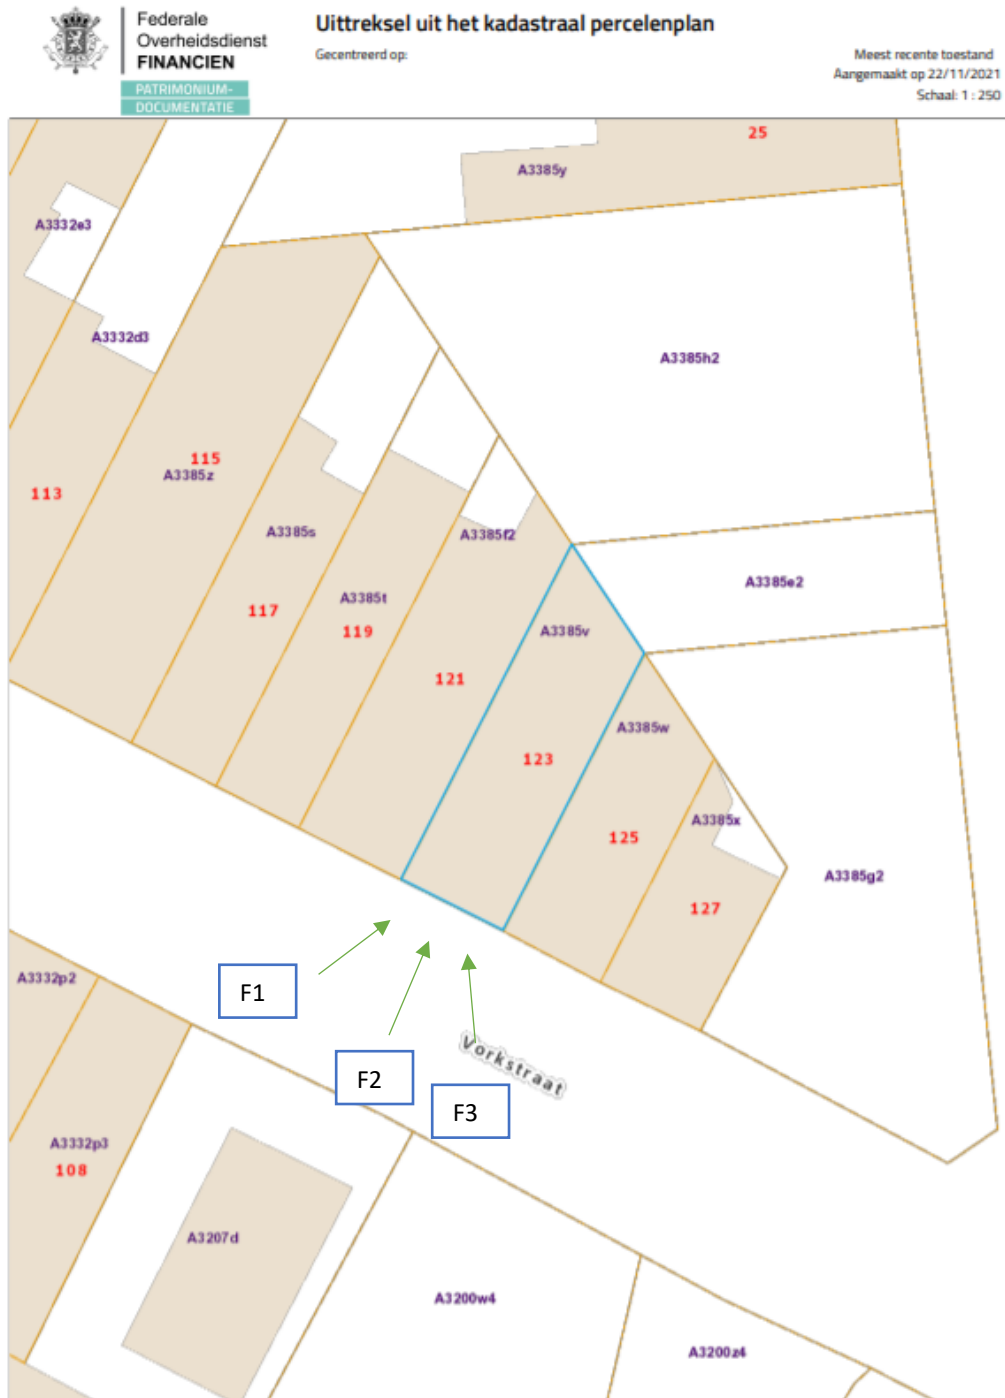 Federale
Overheidsdienst
FINANCIEN
PATRIMONIUM-
DOCUMENTATIE
Uittreksel uit het kadastraal percelenplan
Gecentreerd op:
Meest recente toestand
Aangemaakt op 22/11/2021
Schaal: 1 : 250
25
A3385y
A3332e3
A3332d3
A3385h2
115
A3385z
113
A3385s
A3385f2
A3385e2
A3385t
117
119
A3385v
121
A3385w
123
A3385x
125
A3385g2
127
A3332p2
F1
Vorkstraat
F2
F3
A3332p3
108
A3207d
A3200w4
A3200z4